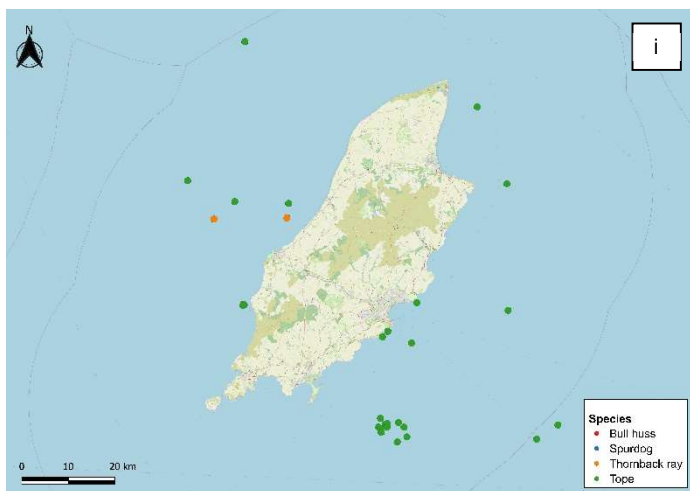 N
i
Species
Bull huss
Spurdog
Thornback ray
Tope
0 10 20 km